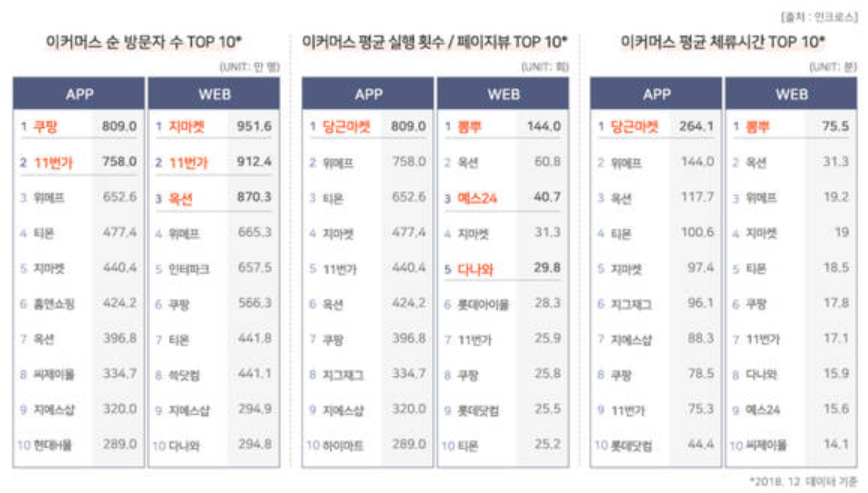 [출처 : 인크로스]
이커머스 순 방문자 수 TOP 10*
(UNIT: 만 명)
APP WEB
1 쿠팡 809.0 1 지마켓 951.6
2 11번가 758.0 2 11번가 912.4
3 위메프 652.6 3 옥션 870.3
4 티몬 477.4 4 위메프 665.3
5 지마켓 440.4 5 인터파크 657.5
6 홈앤쇼핑 424.2 6 쿠팡 566.3
7 옥션 396.8 7 티몬 441.8
8 씨제이몰 334.7 8 쓱닷컴 441.1
9 지에스샵 320.0 9 지에스샵 294.9
10 현대H몰 289.0 10 다나와 294.8
이커머스 평균 실행 횟수 / 페이지뷰 TOP 10*
(UNIT: 회)
APP WEB
1 당근마켓 809.0 1 뽐뿌 144.0
2 위메프 758.0 2 옥션 60.8
3 티몬 652.6 3 예스24 40.7
4 지마켓 477.4 4 지마켓 31.3
5 11번가 440.4 5 다나와 29.8
6 옥션 424.2 6 롯데아이몰 28.3
7 쿠팡 396.8 7 11번가 25.9
8 지그재그 334.7 8 쿠팡 25.8
9 지에스샵 320.0 9 롯데닷컴 25.5
10 하이마트 289.0 10 티몬 25.2
이커머스 평균 체류시간 TOP 10*
(UNIT: 분)
APP WEB
1 당근마켓 264.1 1 뽐뿌 75.5
2 위메프 144.0 2 옥션 31.3
3 옥션 117.7 3 위메프 19.2
4 티몬 100.6 4 지마켓 19
5 지마켓 97.4 5 티몬 18.5
6 지그재그 96.1 6 쿠팡 17.8
7 지에스샵 88.3 7 11번가 17.1
8 쿠팡 78.5 8 다나와 15.9
9 11번가 75.3 9 예스24 15.6
10 롯데닷컴 44.4 10 씨제이몰 14.1
*2018. 12 데이터 기준